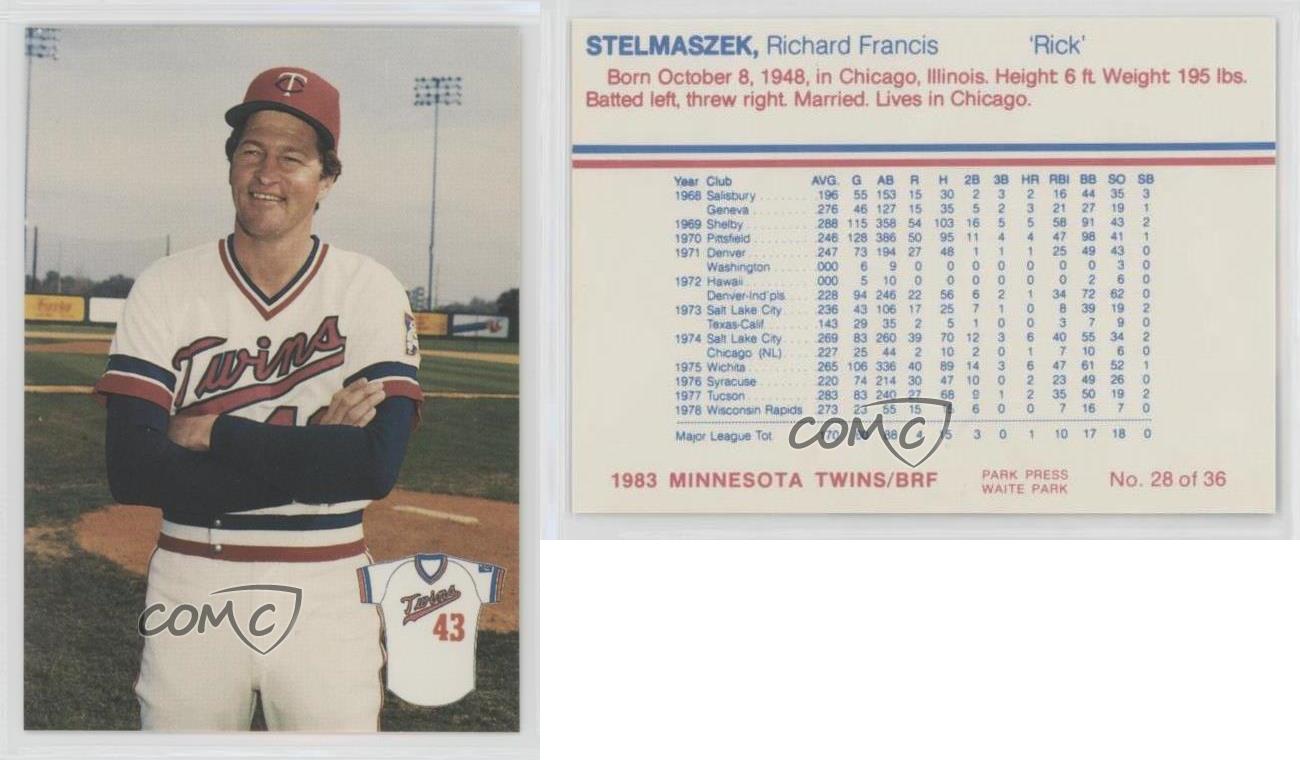 Twins
Twins
43
COMC
STELMASZEK, Richard Francis 'Rick'
Born October 8, 1948, in Chicago, Illinois. Height: 6 ft. Weight: 195 lbs.
Batted left, threw right. Married. Lives in Chicago.
Year Club AVG. G AB R H 2B 3B HR RBI BB SO SB
1968 Salisbury .196 55 153 15 30 2 3 2 16 44 35 3
Geneva .276 46 127 15 35 5 2 3 21 27 19 1
1969 Shelby .288 115 358 54 103 16 5 5 58 91 43 2
1970 Pittsfield .246 128 386 50 95 11 4 4 47 98 41 1
1971 Denver .247 73 194 27 48 1 1 1 25 49 43 0
Washington .000 6 9 0 0 0 0 0 0 0 3 0
1972 Hawaii .000 5 10 0 0 0 0 0 0 2 6 0
Denver-Ind'pls .228 94 246 22 56 6 2 1 34 72 62 0
1973 Salt Lake City .236 43 106 17 25 7 1 0 8 39 19 2
Texas-Calif .143 29 35 2 5 1 0 0 3 7 9 0
1974 Salt Lake City .269 83 260 39 70 12 3 6 40 55 34 2
Chicago (NL) .227 25 44 2 10 2 0 1 7 10 6 0
1975 Wichita .265 106 336 40 89 14 3 6 47 61 52 1
1976 Syracuse .220 74 214 30 47 10 0 2 23 49 26 0
1977 Tucson .283 83 240 27 68 9 1 2 35 50 19 2
1978 Wisconsin Rapids .273 23 55 15 6 0 0 7 16 7 0
Major League Tot. 4 3 0 1 10 17 18 0
COMC
1983 MINNESOTA TWINS/BRF
PARK PRESS
WAITE PARK
No. 28 of 36